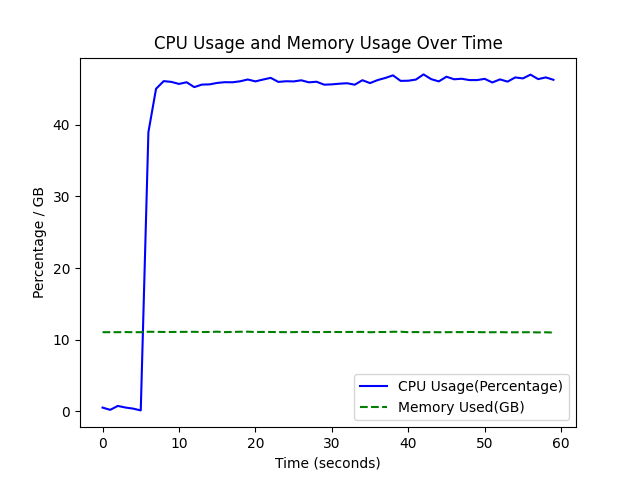 CPU Usage and Memory Usage Over Time
Percentage / GB
40
30
20
10
0
CPU Usage(Percentage)
Memory Used(GB)
0 10 20 30 40 50 60
Time (seconds)